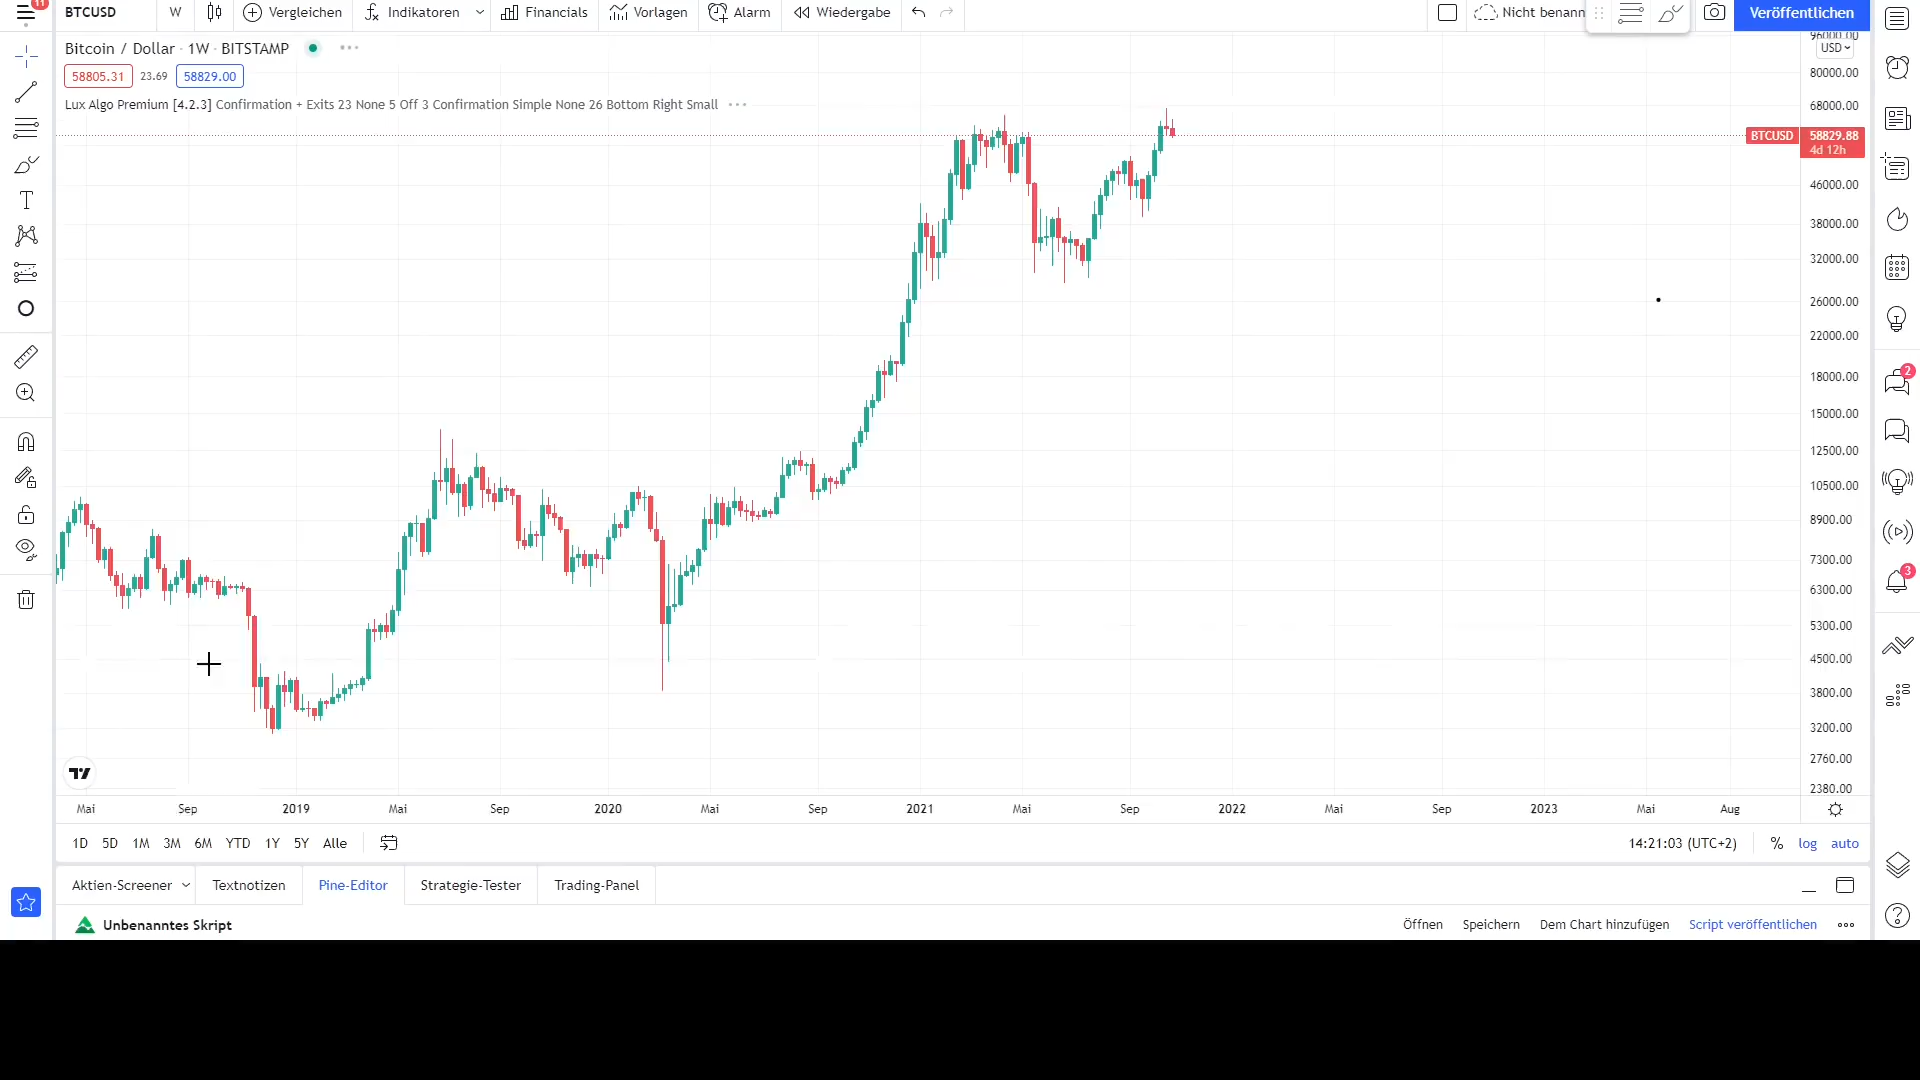 11
BTCUSD W Vergleichen Indikatoren Financials Vorlagen Alarm Wiedergabe Nicht benann Veröffentlichen
Bitcoin / Dollar · 1W · BITSTAMP
58805.31 23.69 58829.00
Lux Algo Premium [4.2.3] Confirmation + Exits 23 None 5 Off 3 Confirmation Simple None 26 Bottom Right Small
96000.00
USD
80000.00
68000.00
BTCUSD 58829.88
4d 12h
46000.00
38000.00
32000.00
26000.00
22000.00
18000.00
15000.00
12500.00
10500.00
8900.00
7300.00
6300.00
5300.00
4500.00
3800.00
3200.00
2760.00
2380.00
2
3
Mai Sep 2019 Mai Sep 2020 Mai Sep 2021 Mai Sep 2022 Mai Sep 2023 Mai Aug
1D 5D 1M 3M 6M YTD 1Y 5Y Alle 14:21:03 (UTC+2) % log auto
Aktien-Screener Textnotizen Pine-Editor Strategie-Tester Trading-Panel
Unbenanntes Skript Öffnen Speichern Dem Chart hinzufügen Script veröffentlichen